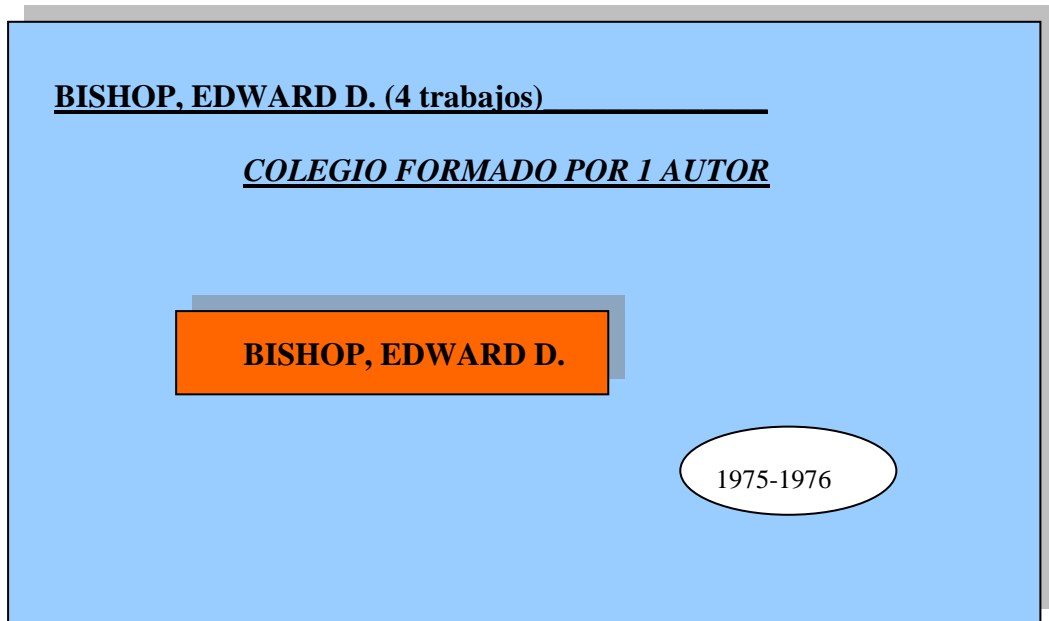 BISHOP, EDWARD D. (4 trabajos)
COLEGIO FORMADO POR 1 AUTOR
BISHOP, EDWARD D.
1975-1976